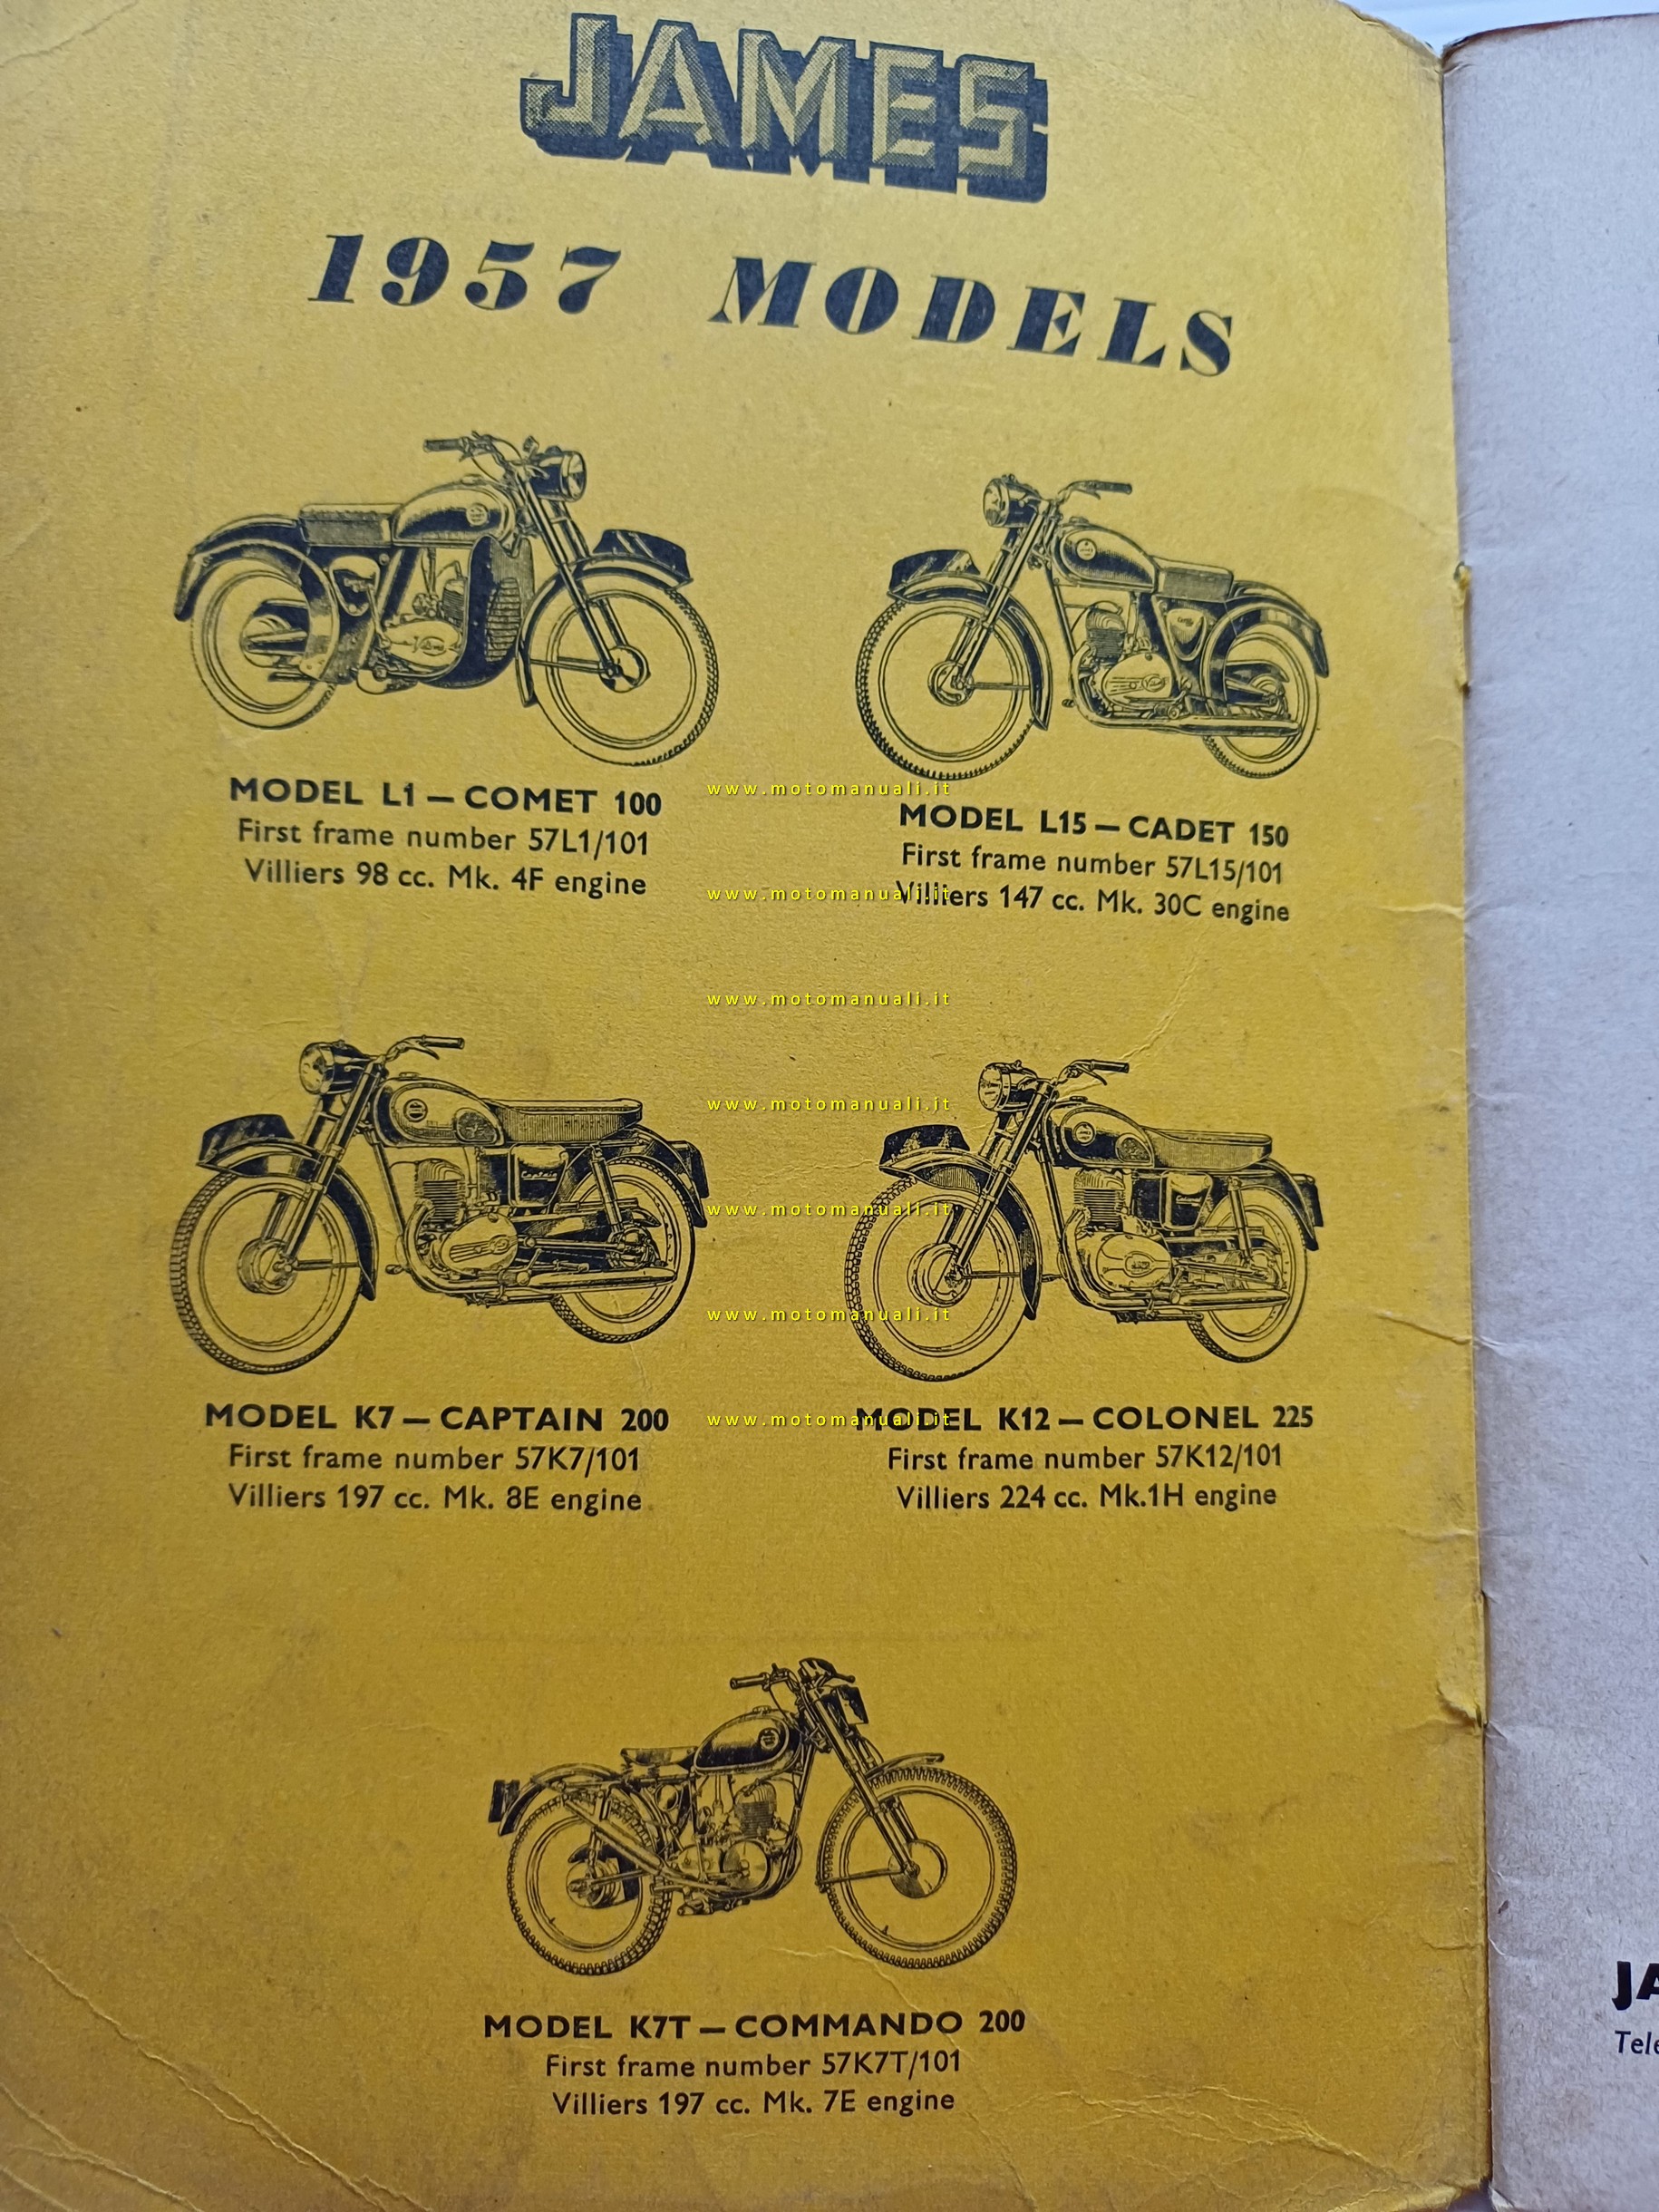 JAMES
1957 MODELS
MODEL L1 — COMET 100
First frame number 57L1/101
Villiers 98 cc. Mk. 4F engine
MODEL L15 — CADET 150
First frame number 57L15/101
Villiers 147 cc. Mk. 30C engine
www.motomanuali.it
www.motomanuali.it
www.motomanuali.it
www.motomanuali.it
www.motomanuali.it
www.motomanuali.it
www.motomanuali.it
MODEL K7 — CAPTAIN 200
First frame number 57K7/101
Villiers 197 cc. Mk. 8E engine
MODEL K12 — COLONEL 225
First frame number 57K12/101
Villiers 224 cc. Mk.1H engine
MODEL K7T — COMMANDO 200
First frame number 57K7T/101
Villiers 197 cc. Mk. 7E engine
JA
Tele